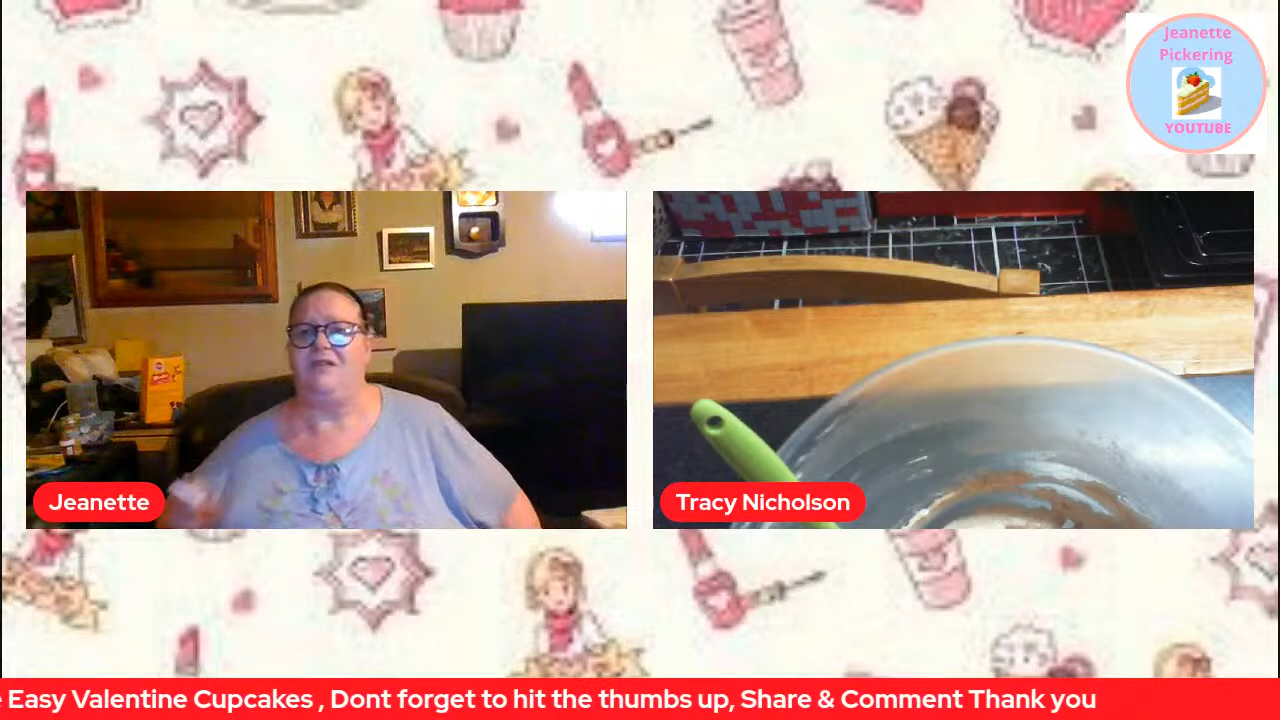 Jeanette
Pickering
YOUTUBE
Jeanette
Tracy Nicholson
Easy Valentine Cupcakes , Dont forget to hit the thumbs up, Share & Comment Thank you